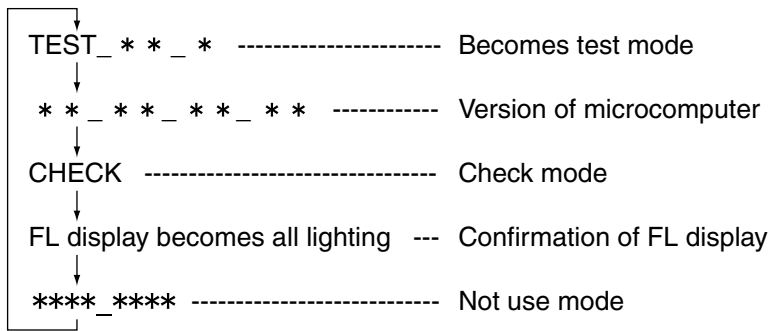 TEST_ * * _ * ----------------------- Becomes test mode
* * _ * * _ * * _ * * ------------ Version of microcomputer
CHECK -------------------------------- Check mode
FL display becomes all lighting --- Confirmation of FL display
****_**** --------------------------- Not use mode